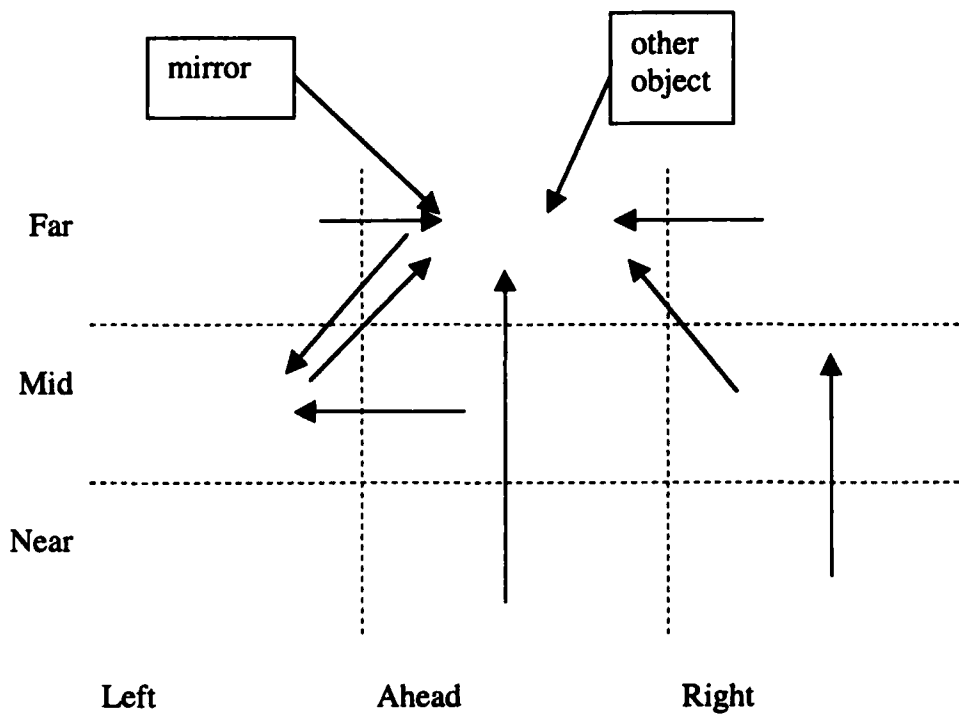 mirror
other
object
Far
Mid
Near
Left Ahead Right